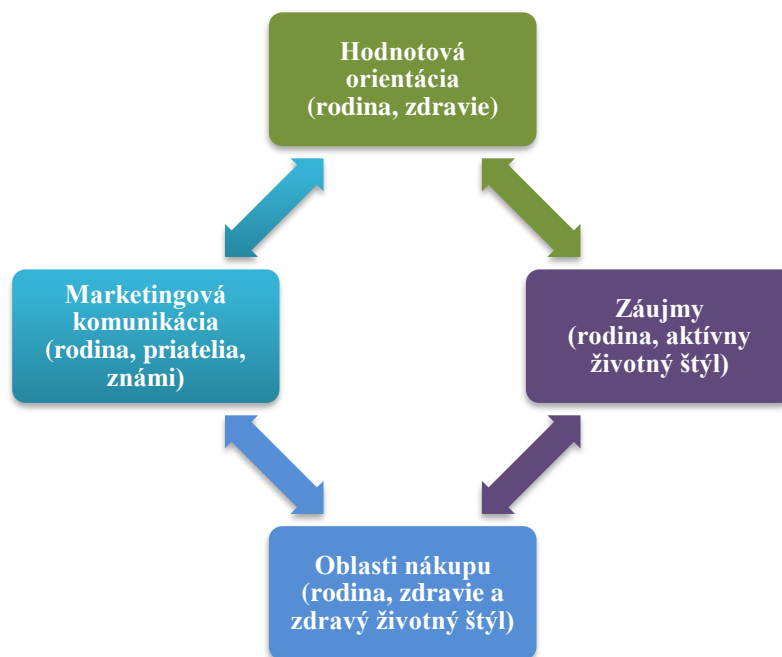 Hodnotová
orientácia
(rodina, zdravie)
Marketingová
komunikácia
(rodina, priatelia,
známi)
Záujmy
(rodina, aktívny
životný štýl)
Oblasti nákupu
(rodina, zdravie a
zdravý životný štýl)